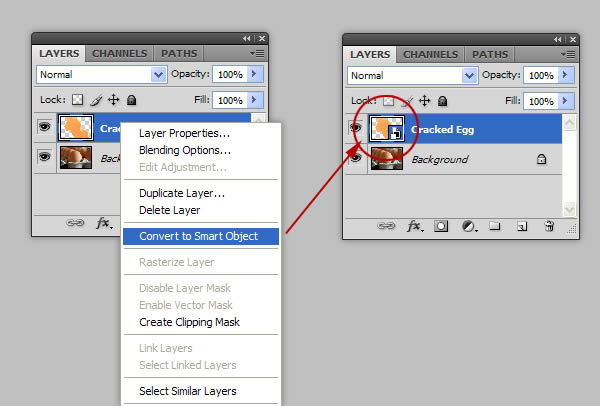 LAYERS CHANNELS PATHS
Normal Opacity: 100%
Lock: Fill: 100%
Layer Properties...
Blending Options...
Edit Adjustment...
Duplicate Layer...
Delete Layer
Convert to Smart Object
Rasterize Layer
Disable Layer Mask
Enable Vector Mask
Create Clipping Mask
Link Layers
Select Linked Layers
Select Similar Layers
fx.
LAYERS CHANNELS PATHS
Normal Opacity: 100%
Lock: Fill: 100%
Cracked Egg
Background
fx.